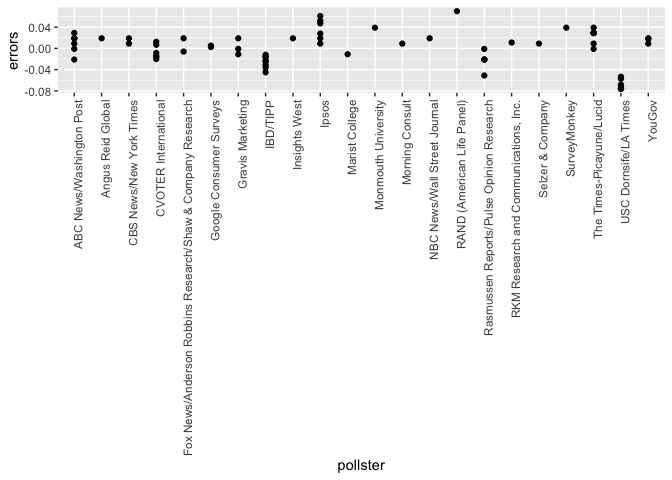 errors
0.04
0.00
-0.04
-0.08
ABC News/Washington Post
Angus Reid Global
CBS News/New York Times
CVOTER International
Fox News/Anderson Robbins Research/Shaw & Company Research
Google Consumer Surveys
Gravis Marketing
IBD/TIPP
Insights West
Ipsos
Marist College
Monmouth University
Morning Consult
NBC News/Wall Street Journal
RAND (American Life Panel)
Rasmussen Reports/Pulse Opinion Research
RKM Research and Communications, Inc.
Selzer & Company
SurveyMonkey
The Times-Picayune/Lucid
USC Dornsife/LA Times
YouGov
pollster